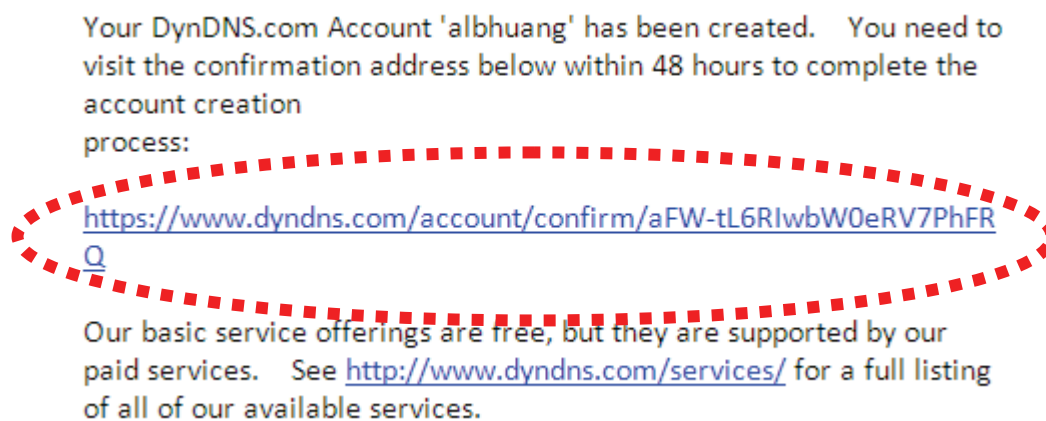 Your DynDNS.com Account 'albhuang' has been created.    You need to
visit the confirmation address below within 48 hours to complete the
account creation
process:
https://www.dyndns.com/account/confirm/aFW-tL6RIwbW0eRV7PhFR
Q
Our basic service offerings are free, but they are supported by our
paid services.    See http://www.dyndns.com/services/ for a full listing
of all of our available services.